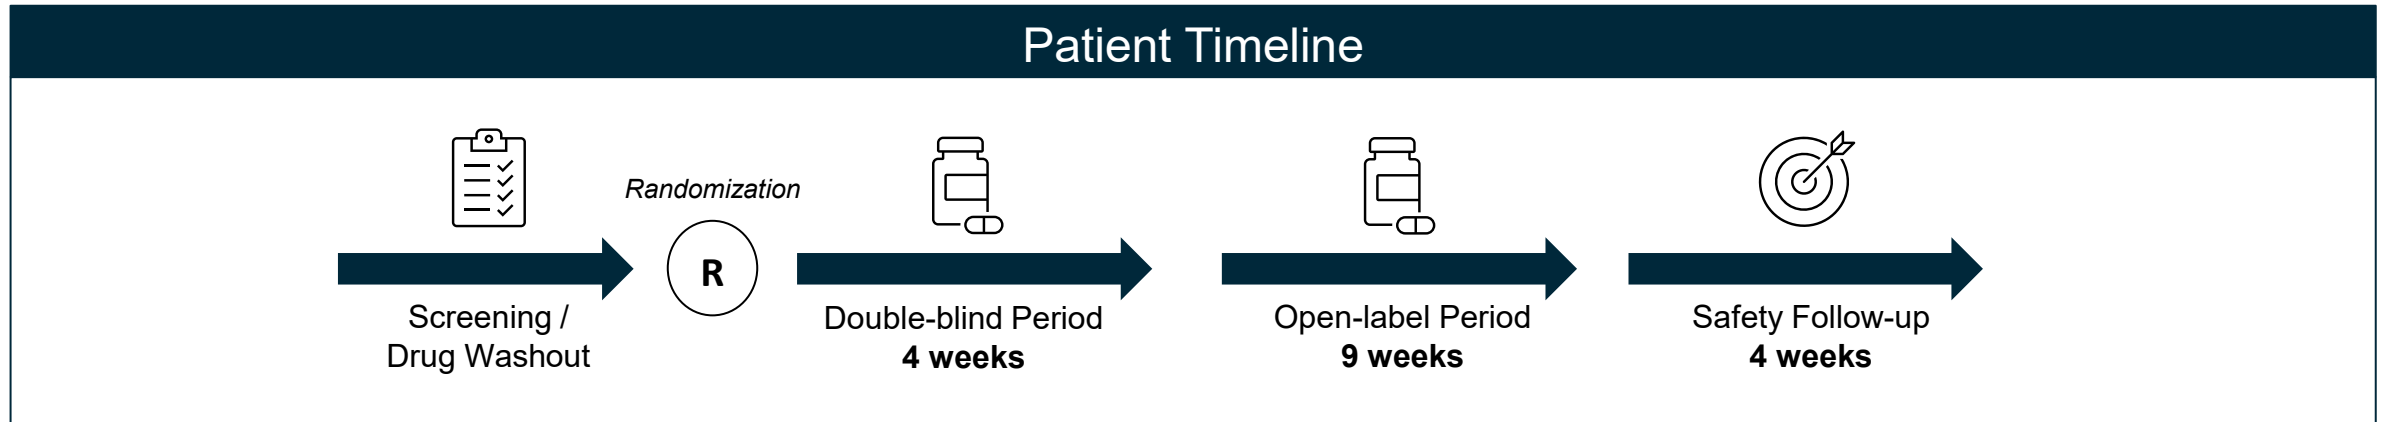 Patient Timeline
Randomization
R
Screening /
Drug Washout
Double-blind Period
4 weeks
Open-label Period
9 weeks
Safety Follow-up
4 weeks